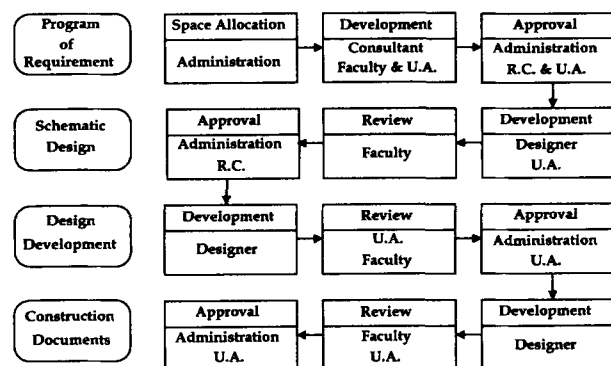 Program
of
Requirement
Space Allocation
Administration
Development
Consultant
Faculty & U.A.
Approval
Administration
R.C. & U.A.
Schematic
Design
Approval
Administration
R.C.
Review
Faculty
Development
Designer
U.A.
Design
Development
Development
Designer
Review
U.A.
Faculty
Approval
Administration
U.A.
Construction
Documents
Approval
Administration
U.A.
Review
Faculty
U.A.
Development
Designer